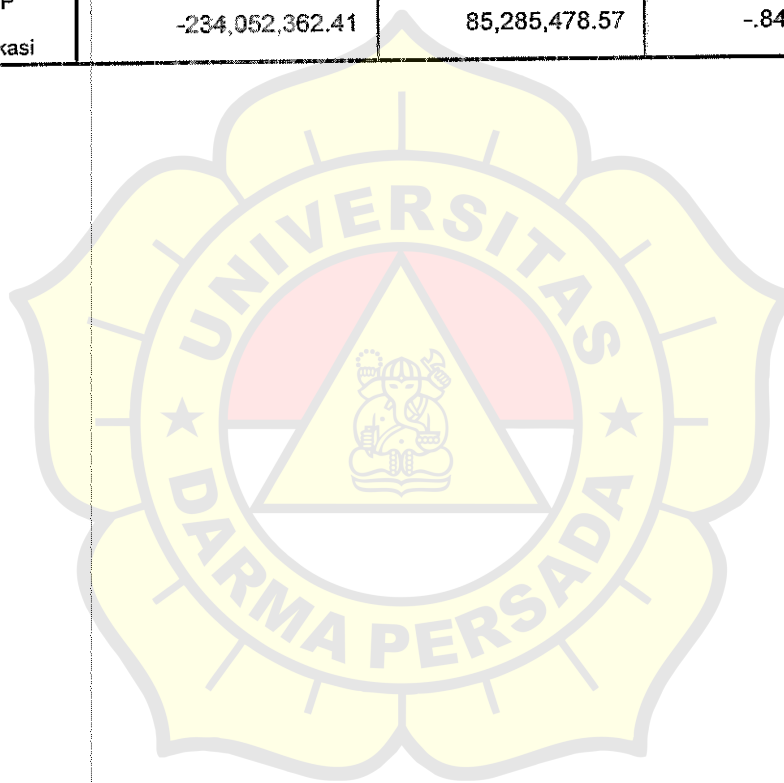 P
-234,052,362.41 85,285,478.57 -.84
kasi
UNIVERSITAS
DARMA PERSADA